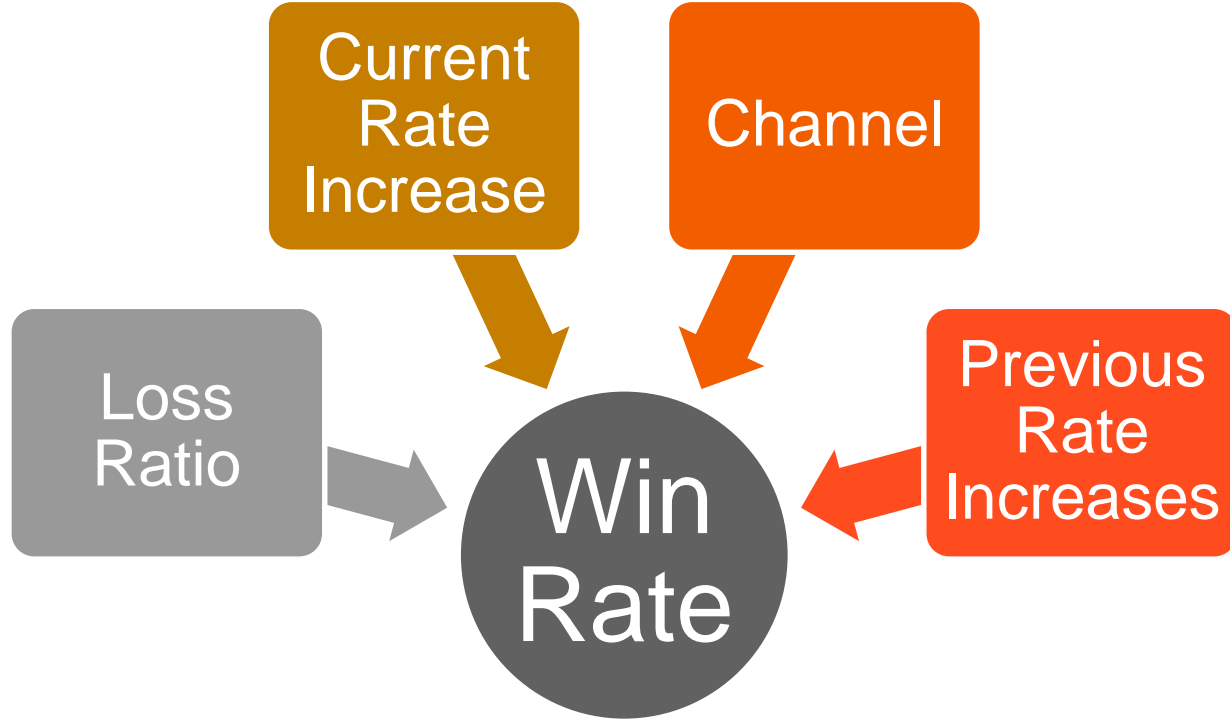 Current
Rate
Increase
Channel
Loss
Ratio
Previous
Rate
Increases
Win
Rate